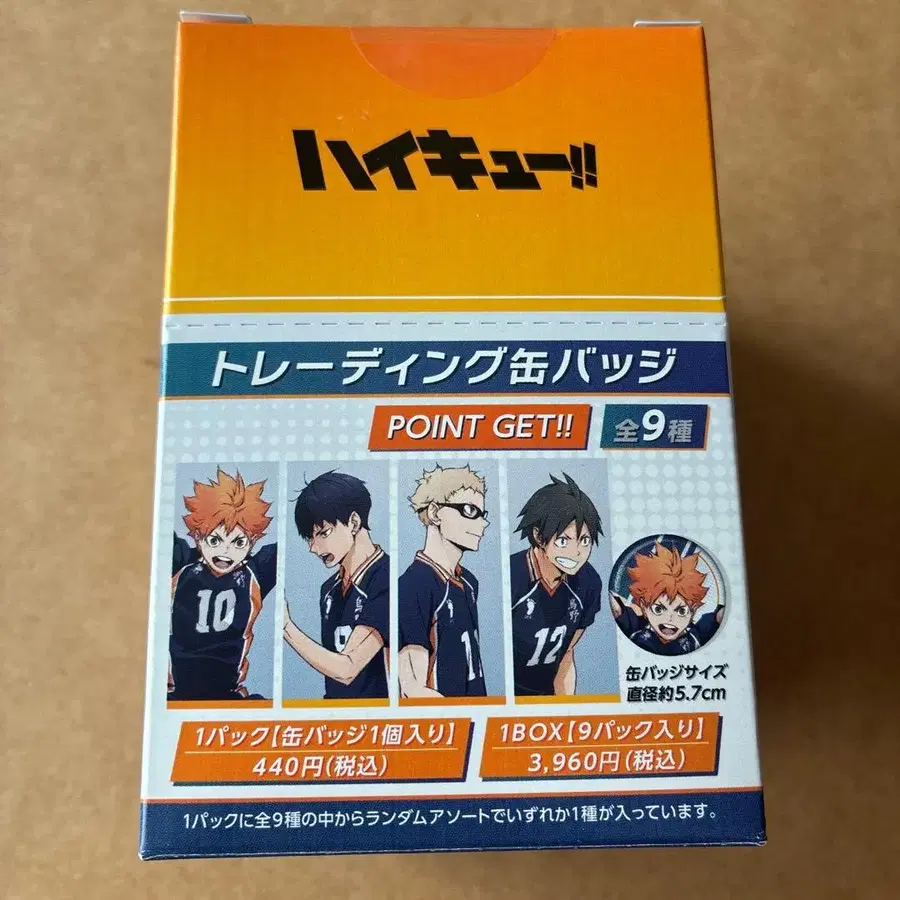 ハイキュー!!
トレーディング缶バッジ
POINT GET!!
全9種
10
9
11
烏野
12
缶バッジサイズ
直径約5.7cm
1パック【缶バッジ1個入り】
440円(税込)
1BOX【9パック入り】
3,960円(税込)
1パックに全9種の中からランダムアソートでいずれか1種が入っています。